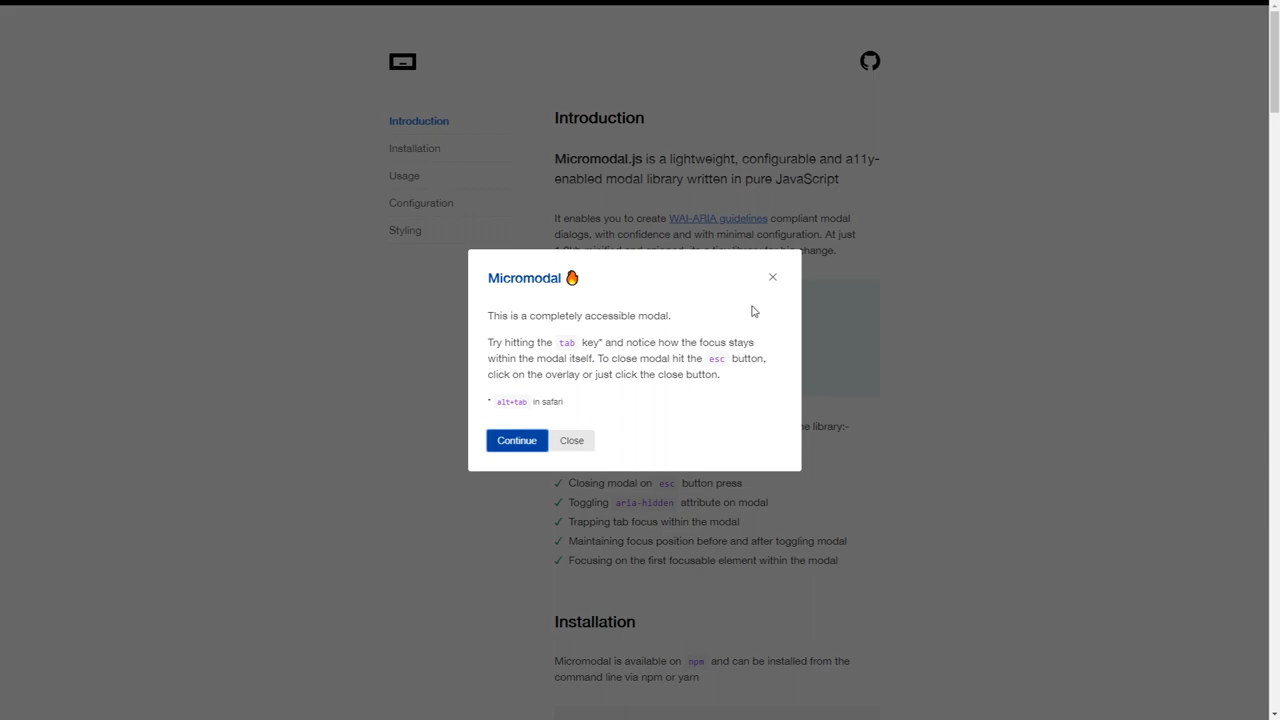 Introduction
Installation
Usage
Configuration
Styling
Introduction
Micromodal.js is a lightweight, configurable and a11y-
enabled modal library written in pure JavaScript
It enables you to create WAI-ARIA guidelines compliant modal
dialogs, with confidence and with minimal configuration. At just
change.
Micromodal 🔥
This is a completely accessible modal.
Try hitting the tab key* and notice how the focus stays
within the modal itself. To close modal hit the esc button,
click on the overlay or just click the close button.
* alt+tab in safari
Continue
Close
library:-
✓ Closing modal on esc button press
✓ Toggling aria-hidden attribute on modal
✓ Trapping tab focus within the modal
✓ Maintaining focus position before and after toggling modal
✓ Focusing on the first focusable element within the modal
Installation
Micromodal is available on npm and can be installed from the
command line via npm or yarn